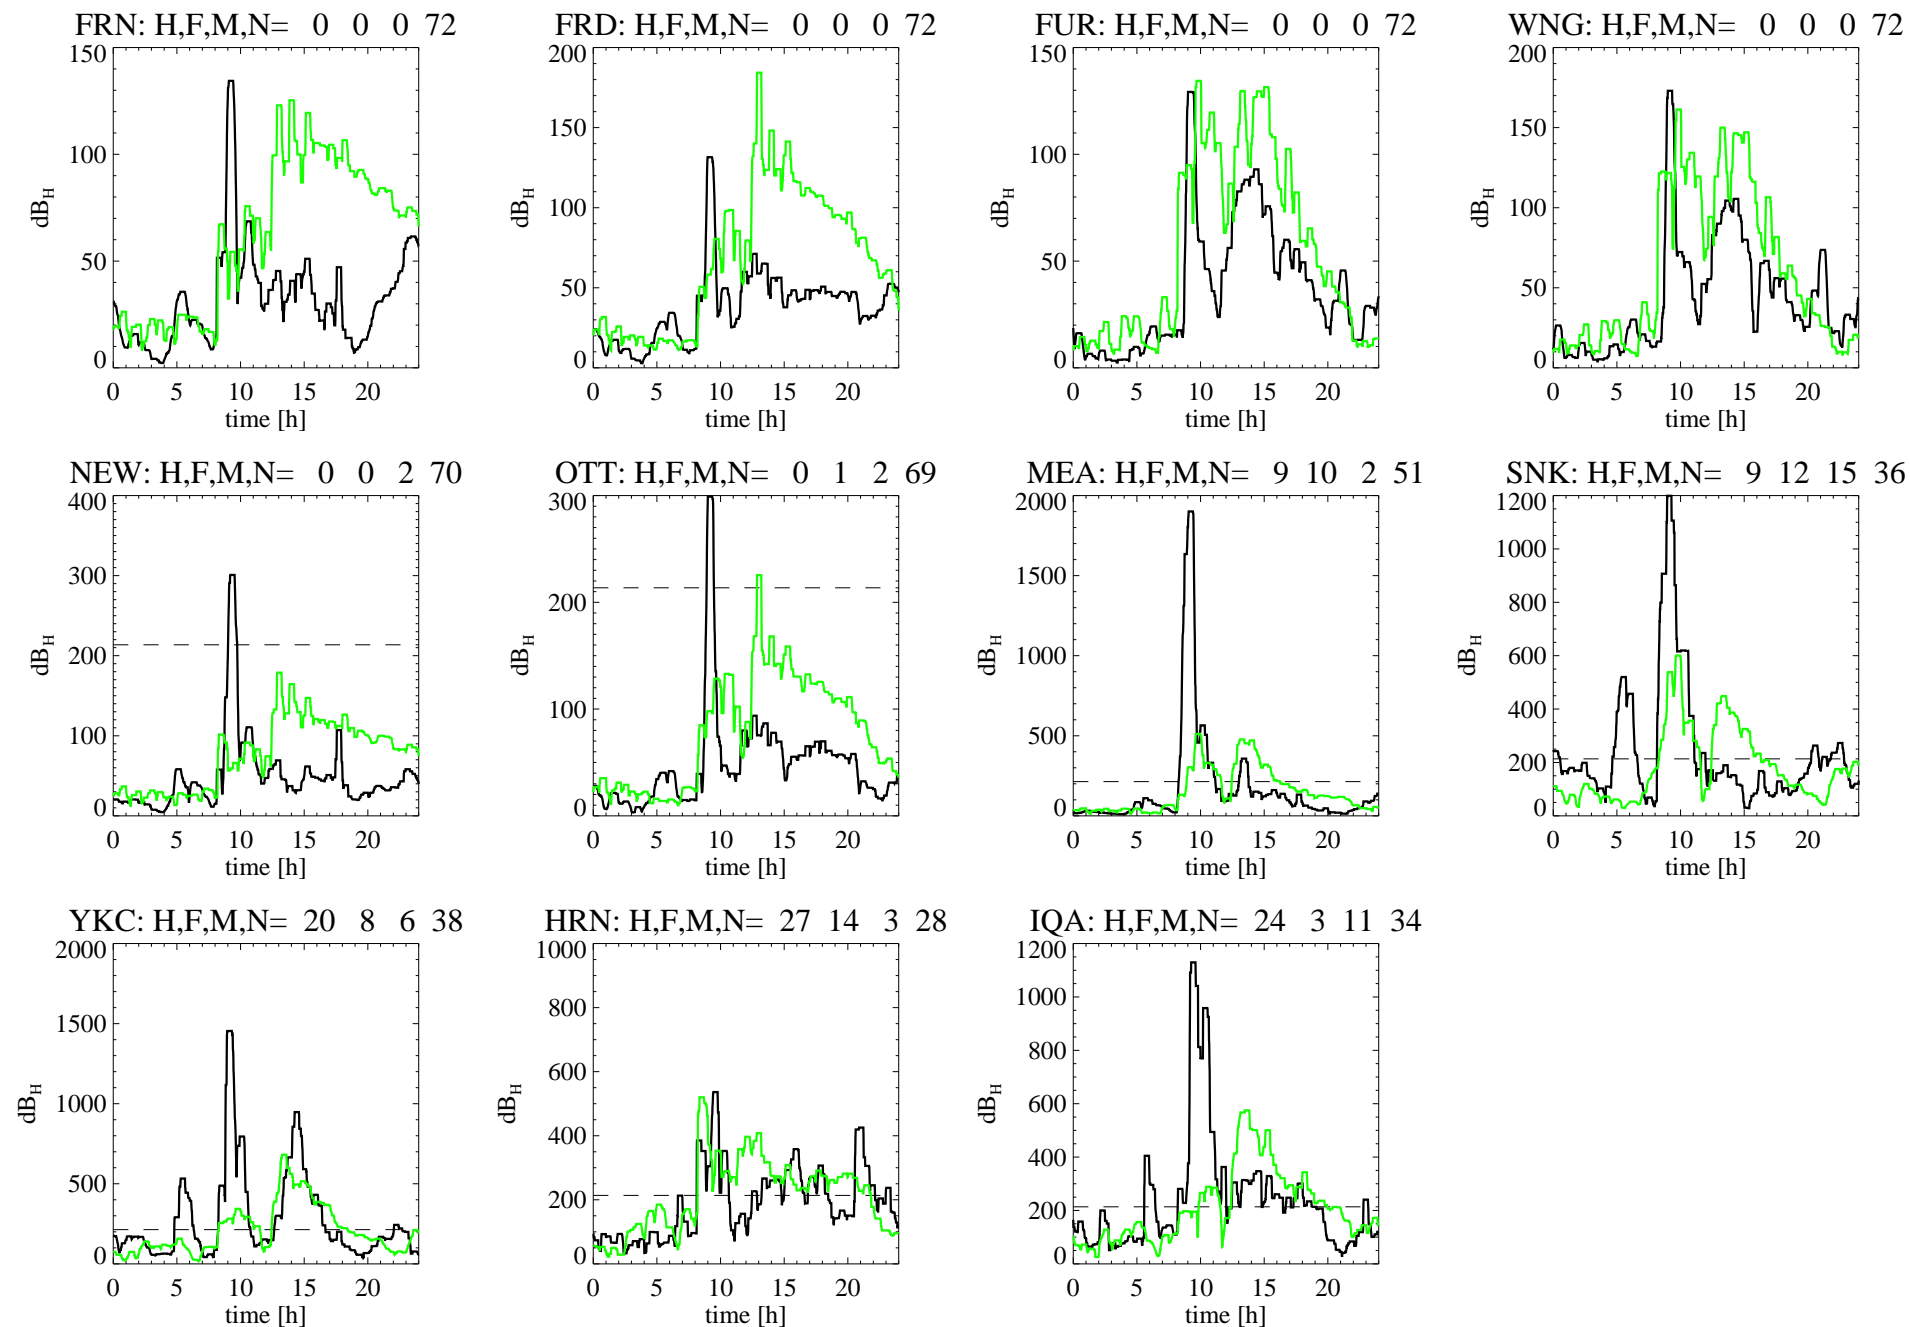 FRN: H,F,M,N= 0 0 0 72
150
100
50
0
dB_H
0 5 10 15 20
time [h]
FRD: H,F,M,N= 0 0 0 72
200
150
100
50
0
dB_H
0 5 10 15 20
time [h]
FUR: H,F,M,N= 0 0 0 72
150
100
50
0
dB_H
0 5 10 15 20
time [h]
WNG: H,F,M,N= 0 0 0 72
200
150
100
50
0
dB_H
0 5 10 15 20
time [h]
NEW: H,F,M,N= 0 0 2 70
400
300
200
100
0
dB_H
0 5 10 15 20
time [h]
OTT: H,F,M,N= 0 1 2 69
300
200
100
0
dB_H
0 5 10 15 20
time [h]
MEA: H,F,M,N= 9 10 2 51
2000
1500
1000
500
0
dB_H
0 5 10 15 20
time [h]
SNK: H,F,M,N= 9 12 15 36
1200
1000
800
600
400
200
0
dB_H
0 5 10 15 20
time [h]
YKC: H,F,M,N= 20 8 6 38
2000
1500
1000
500
0
dB_H
0 5 10 15 20
time [h]
HRN: H,F,M,N= 27 14 3 28
1000
800
600
400
200
0
dB_H
0 5 10 15 20
time [h]
IQA: H,F,M,N= 24 3 11 34
1200
1000
800
600
400
200
0
dB_H
0 5 10 15 20
time [h]